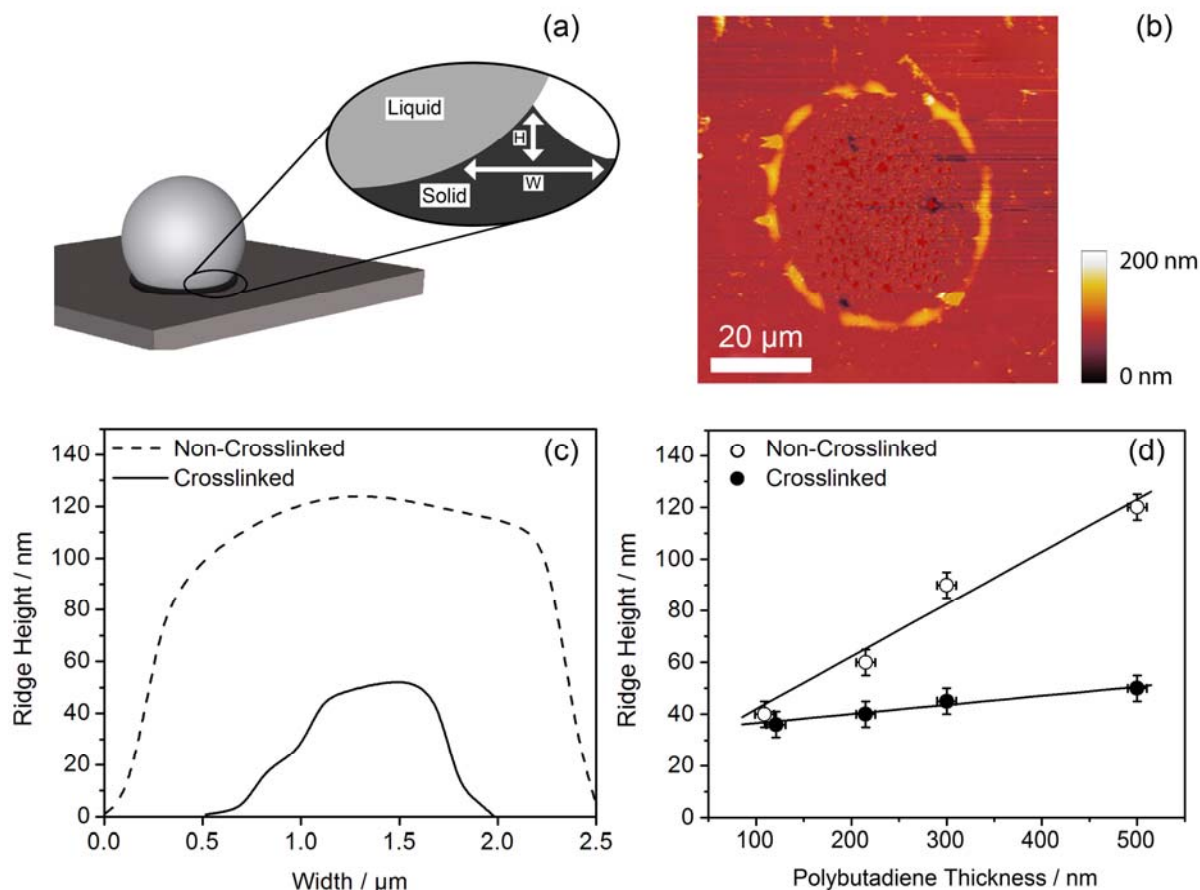 (a)
Liquid
H
W
Solid
(b)
200 nm
0 nm
20 µm
(c)
Non-Crosslinked
Crosslinked
Ridge Height / nm
140
120
100
80
60
40
20
0
0.0 0.5 1.0 1.5 2.0 2.5
Width / µm
(d)
Non-Crosslinked
Crosslinked
Ridge Height / nm
140
120
100
80
60
40
20
0
100 200 300 400 500
Polybutadiene Thickness / nm